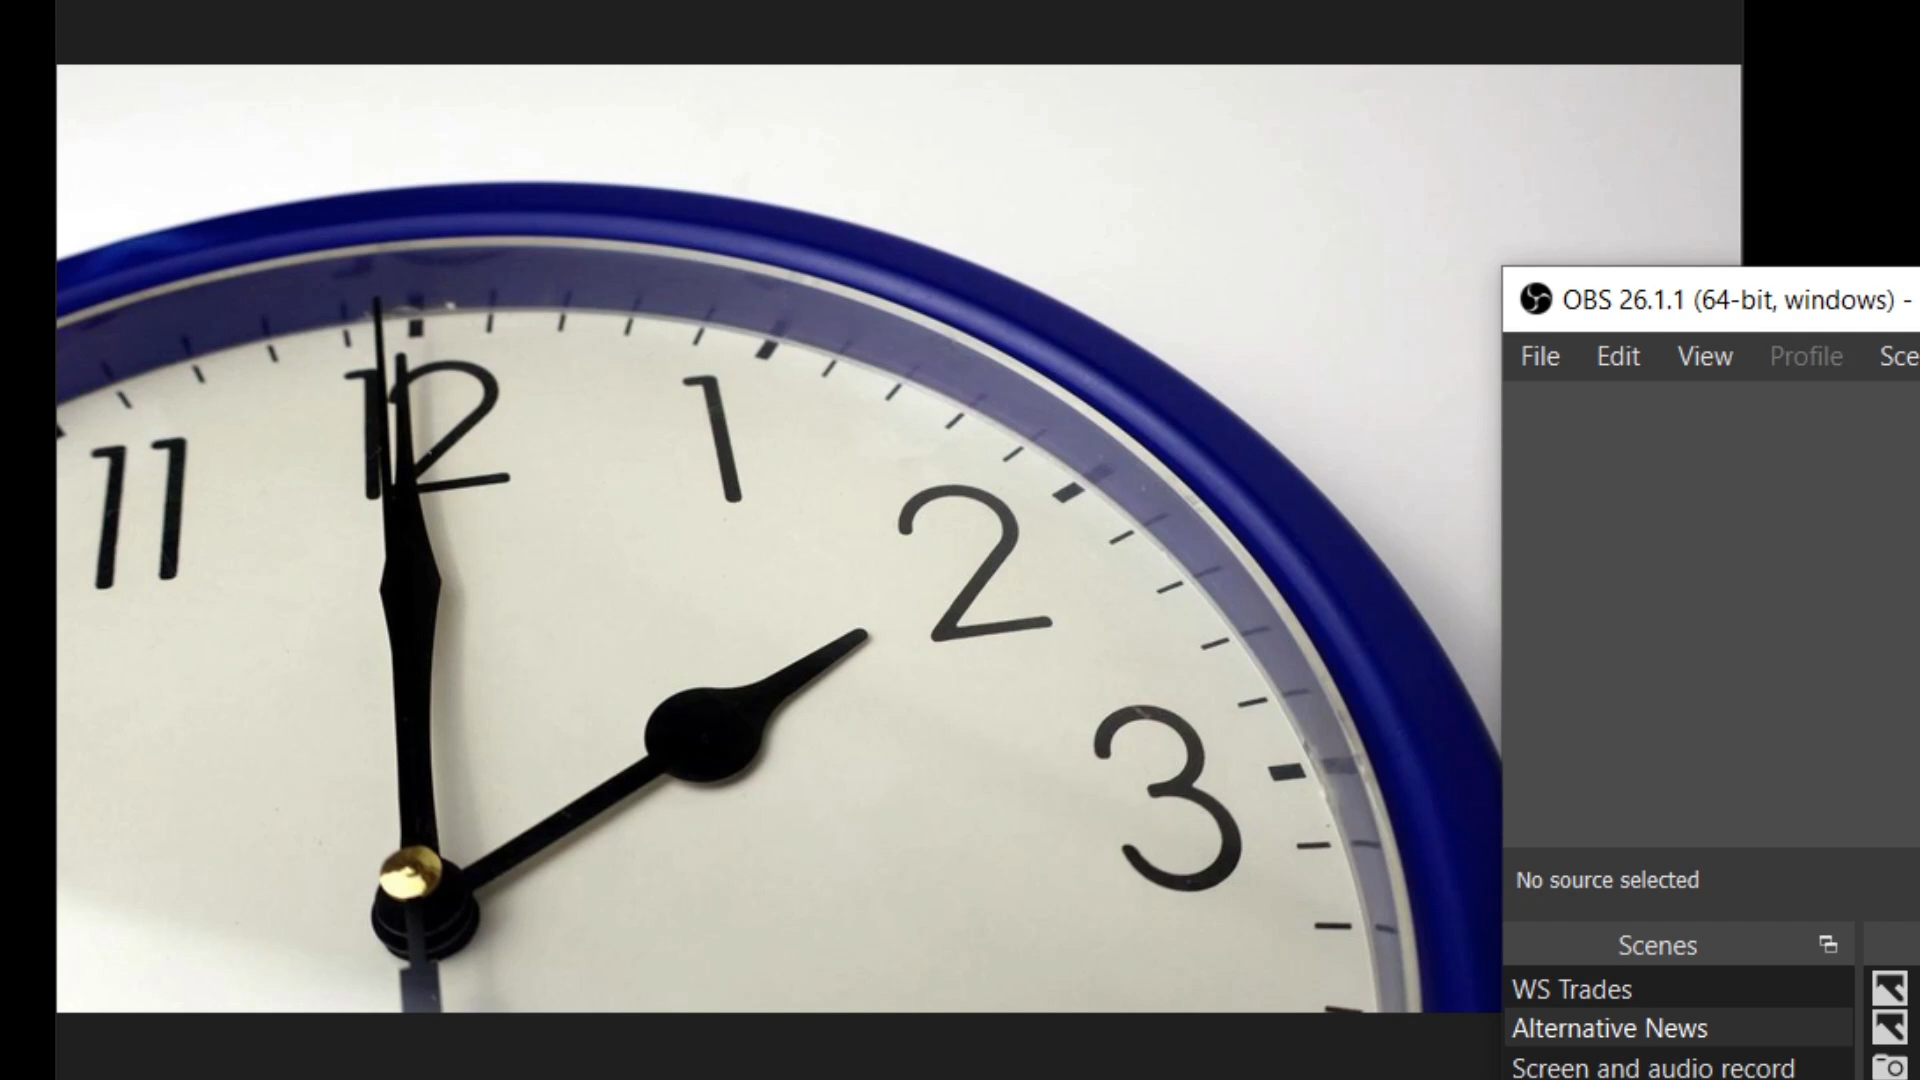 12
1
11
2
3
OBS 26.1.1 (64-bit, windows) -
File Edit View Profile Sce
No source selected
Scenes
WS Trades
Alternative News
Screen and audio record